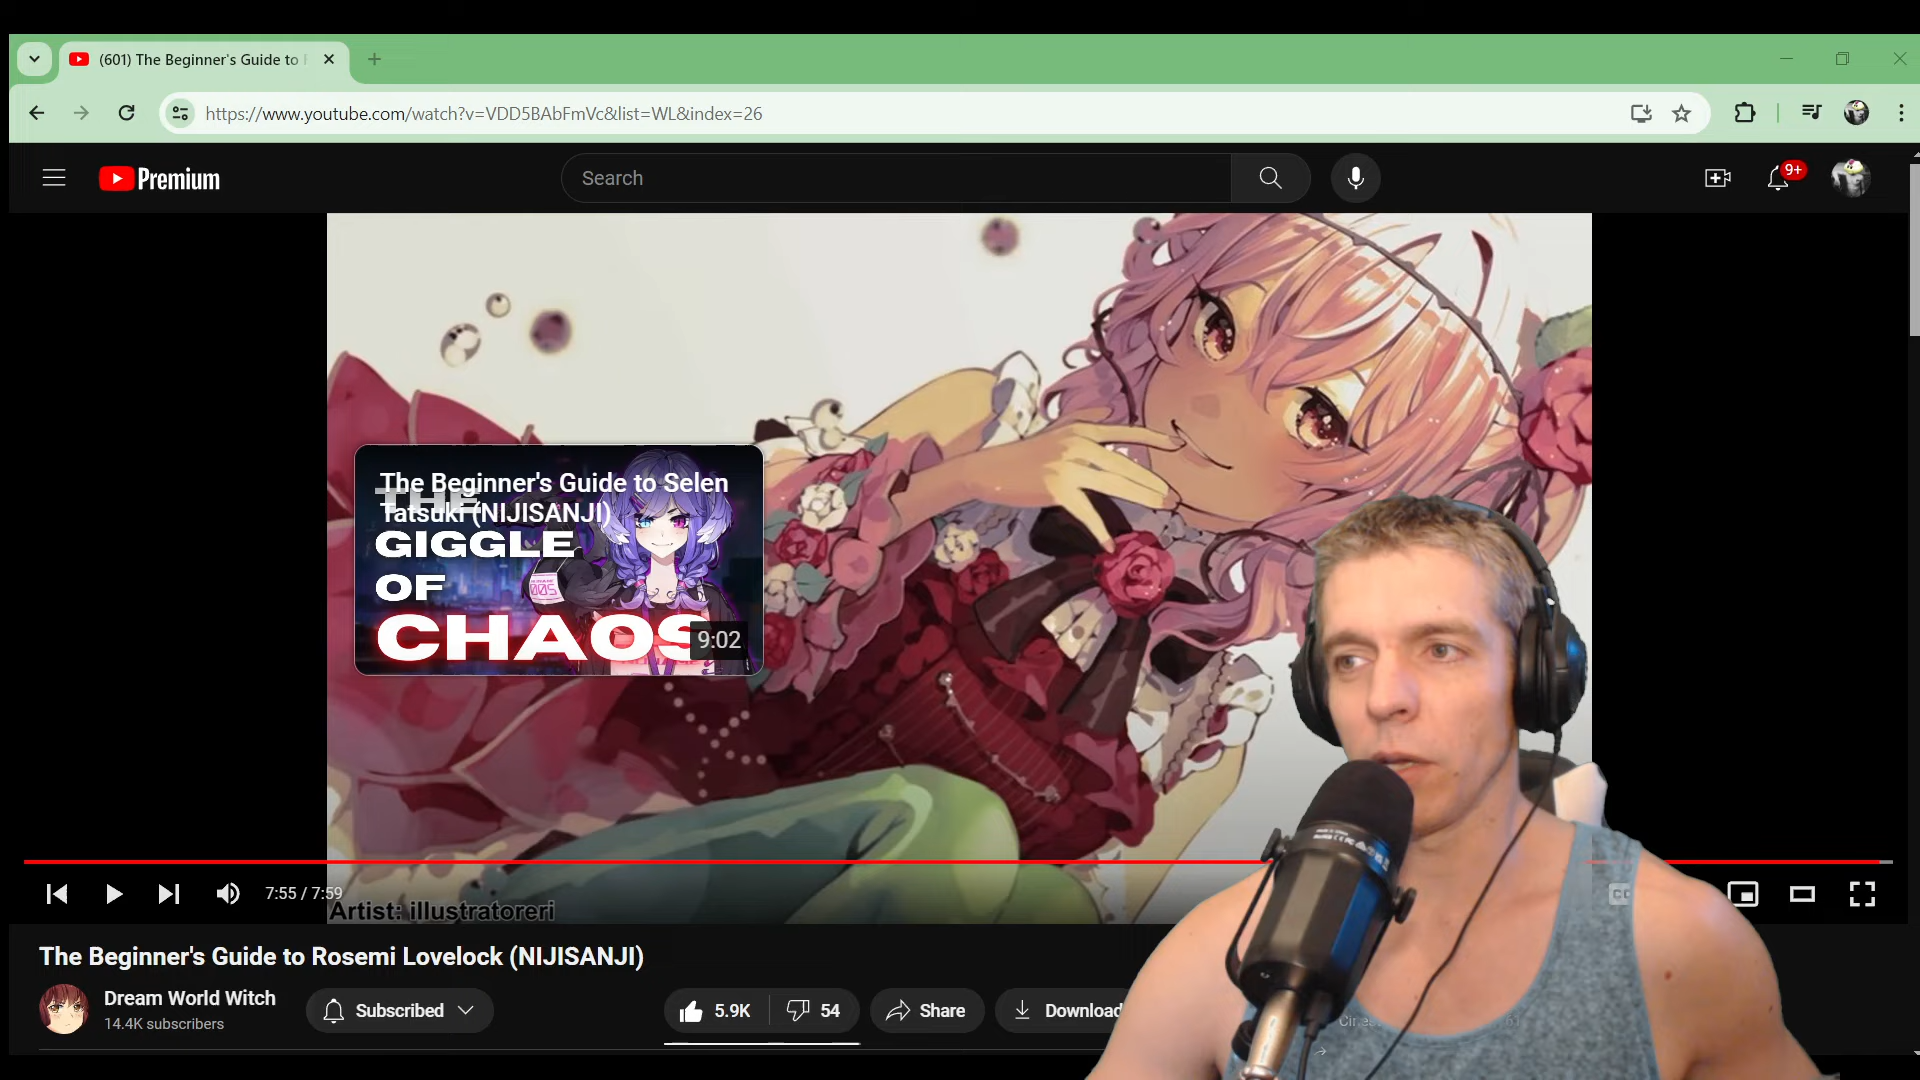 (601) The Beginner's Guide to
https://www.youtube.com/watch?v=VDD5BAbFmVc&list=WL&index=26
Premium
Search
9+
The Beginner's Guide to Selen
Tatsuki (NIJISANJI)
THE
GIGGLE
OF
CHAOS
9:02
7:55 / 7:59
Artist: illustratoreri
The Beginner's Guide to Rosemi Lovelock (NIJISANJI)
Dream World Witch
14.4K subscribers
Subscribed
5.9K
54
Share
Download